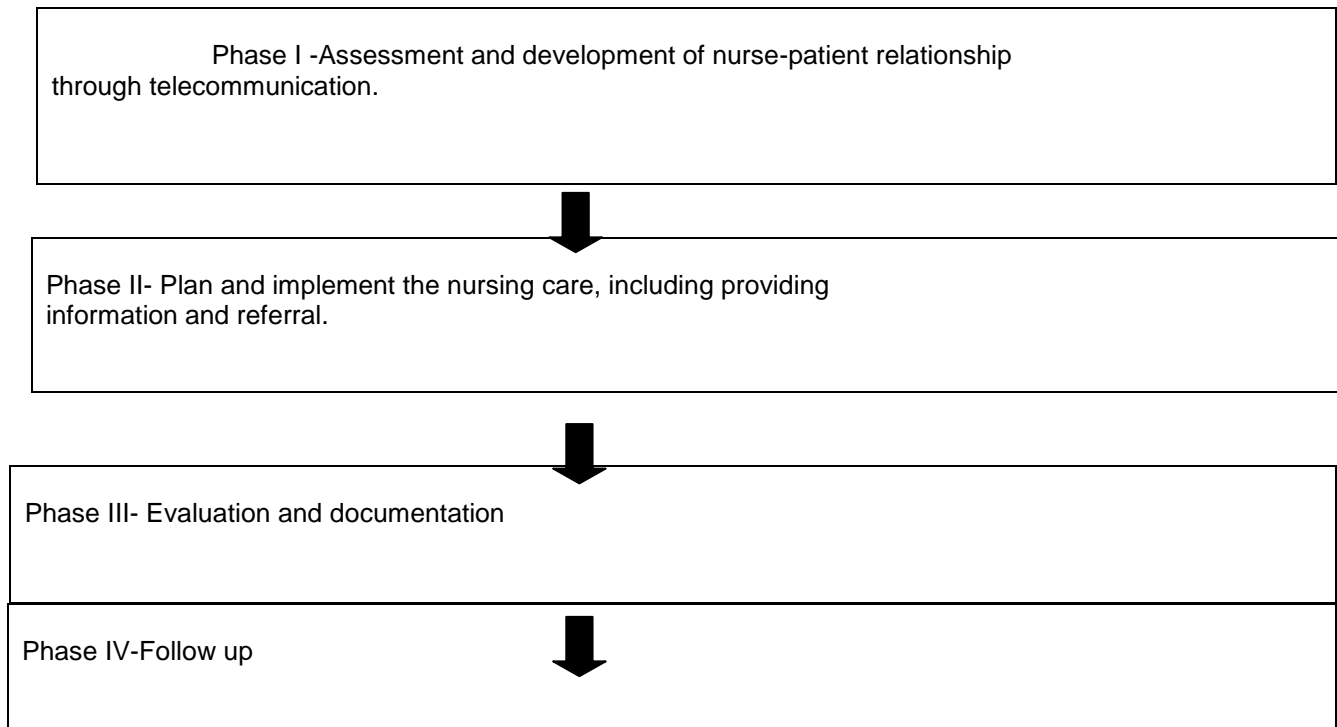 Phase I -Assessment and development of nurse-patient relationship
through telecommunication.
Phase II- Plan and implement the nursing care, including providing
information and referral.
Phase III- Evaluation and documentation
Phase IV-Follow up